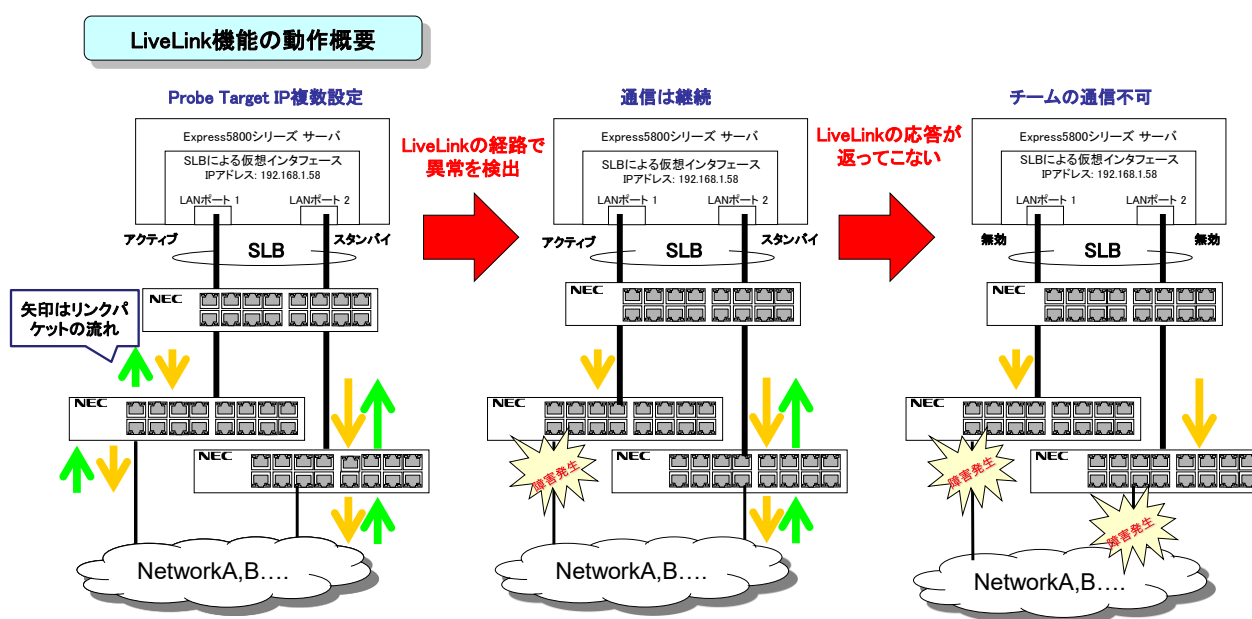 LiveLink機能の動作概要
Probe Target IP複数設定
Express5800シリーズ サーバ
SLBによる仮想インタフェース
IPアドレス: 192.168.1.58
LANポート 1
LANポート 2
アクティブ
スタンバイ
SLB
矢印はリンクパ
ケットの流れ
NEC
NEC
NEC
NetworkA,B....
LiveLinkの経路で
異常を検出
通信は継続
Express5800シリーズ サーバ
SLBによる仮想インタフェース
IPアドレス: 192.168.1.58
LANポート 1
LANポート 2
アクティブ
スタンバイ
SLB
NEC
NEC
NEC
障害発生
NetworkA,B....
LiveLinkの応答が
返ってこない
チームの通信不可
Express5800シリーズ サーバ
SLBによる仮想インタフェース
IPアドレス: 192.168.1.58
LANポート 1
LANポート 2
無効
無効
SLB
NEC
NEC
NEC
障害発生
障害発生
NetworkA,B....